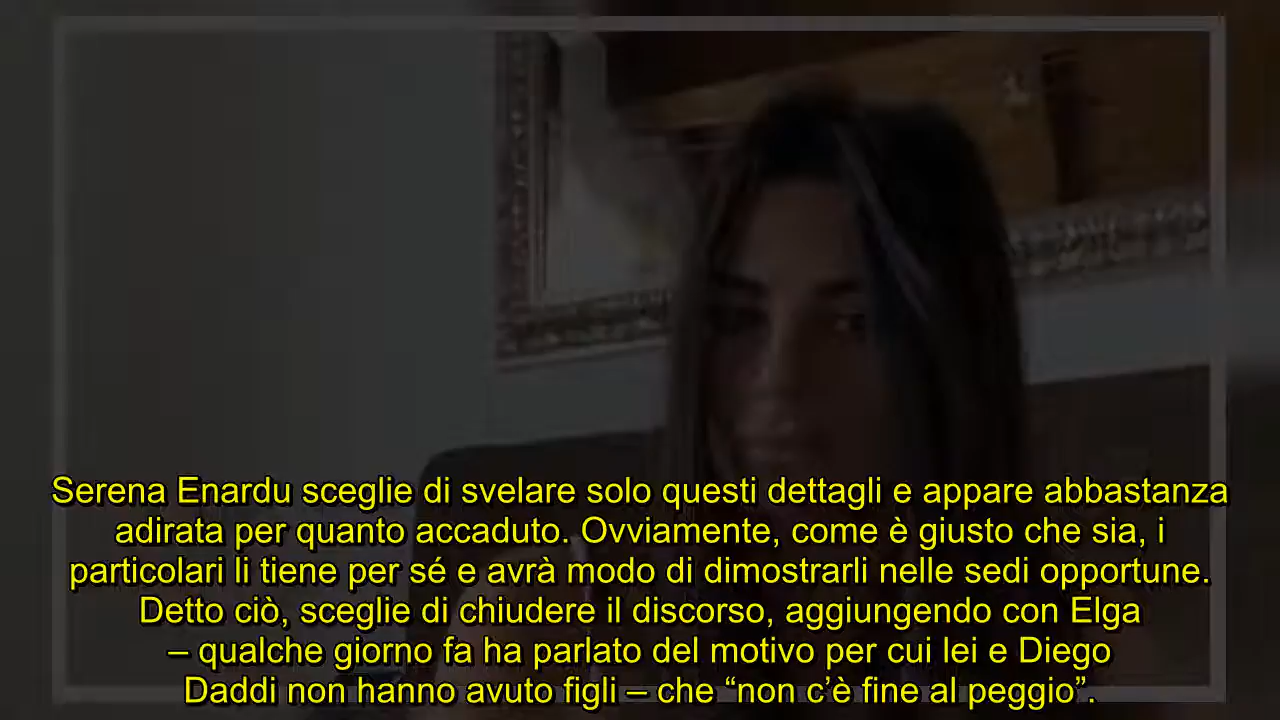 Serena Enardu sceglie di svelare solo questi dettagli e appare abbastanza
adirata per quanto accaduto. Ovviamente, come è giusto che sia, i
particolari li tiene per sé e avrà modo di dimostrarli nelle sedi opportune.
Detto ciò, sceglie di chiudere il discorso, aggiungendo con Elga
– qualche giorno fa ha parlato del motivo per cui lei e Diego
Daddi non hanno avuto figli – che “non c’è fine al peggio”.